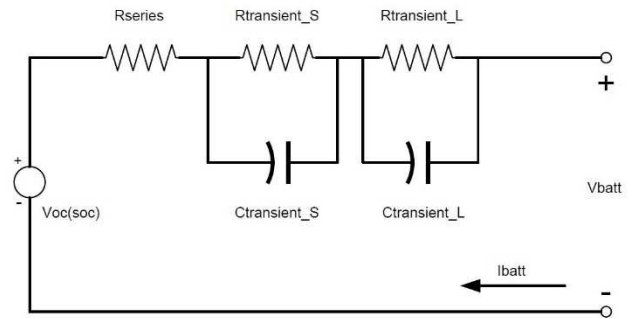 Rseries
Rtransient_S
Rtransient_L
+
+
-
Voc(soc)
Ctransient_S
Ctransient_L
Vbatt
Ibatt
-